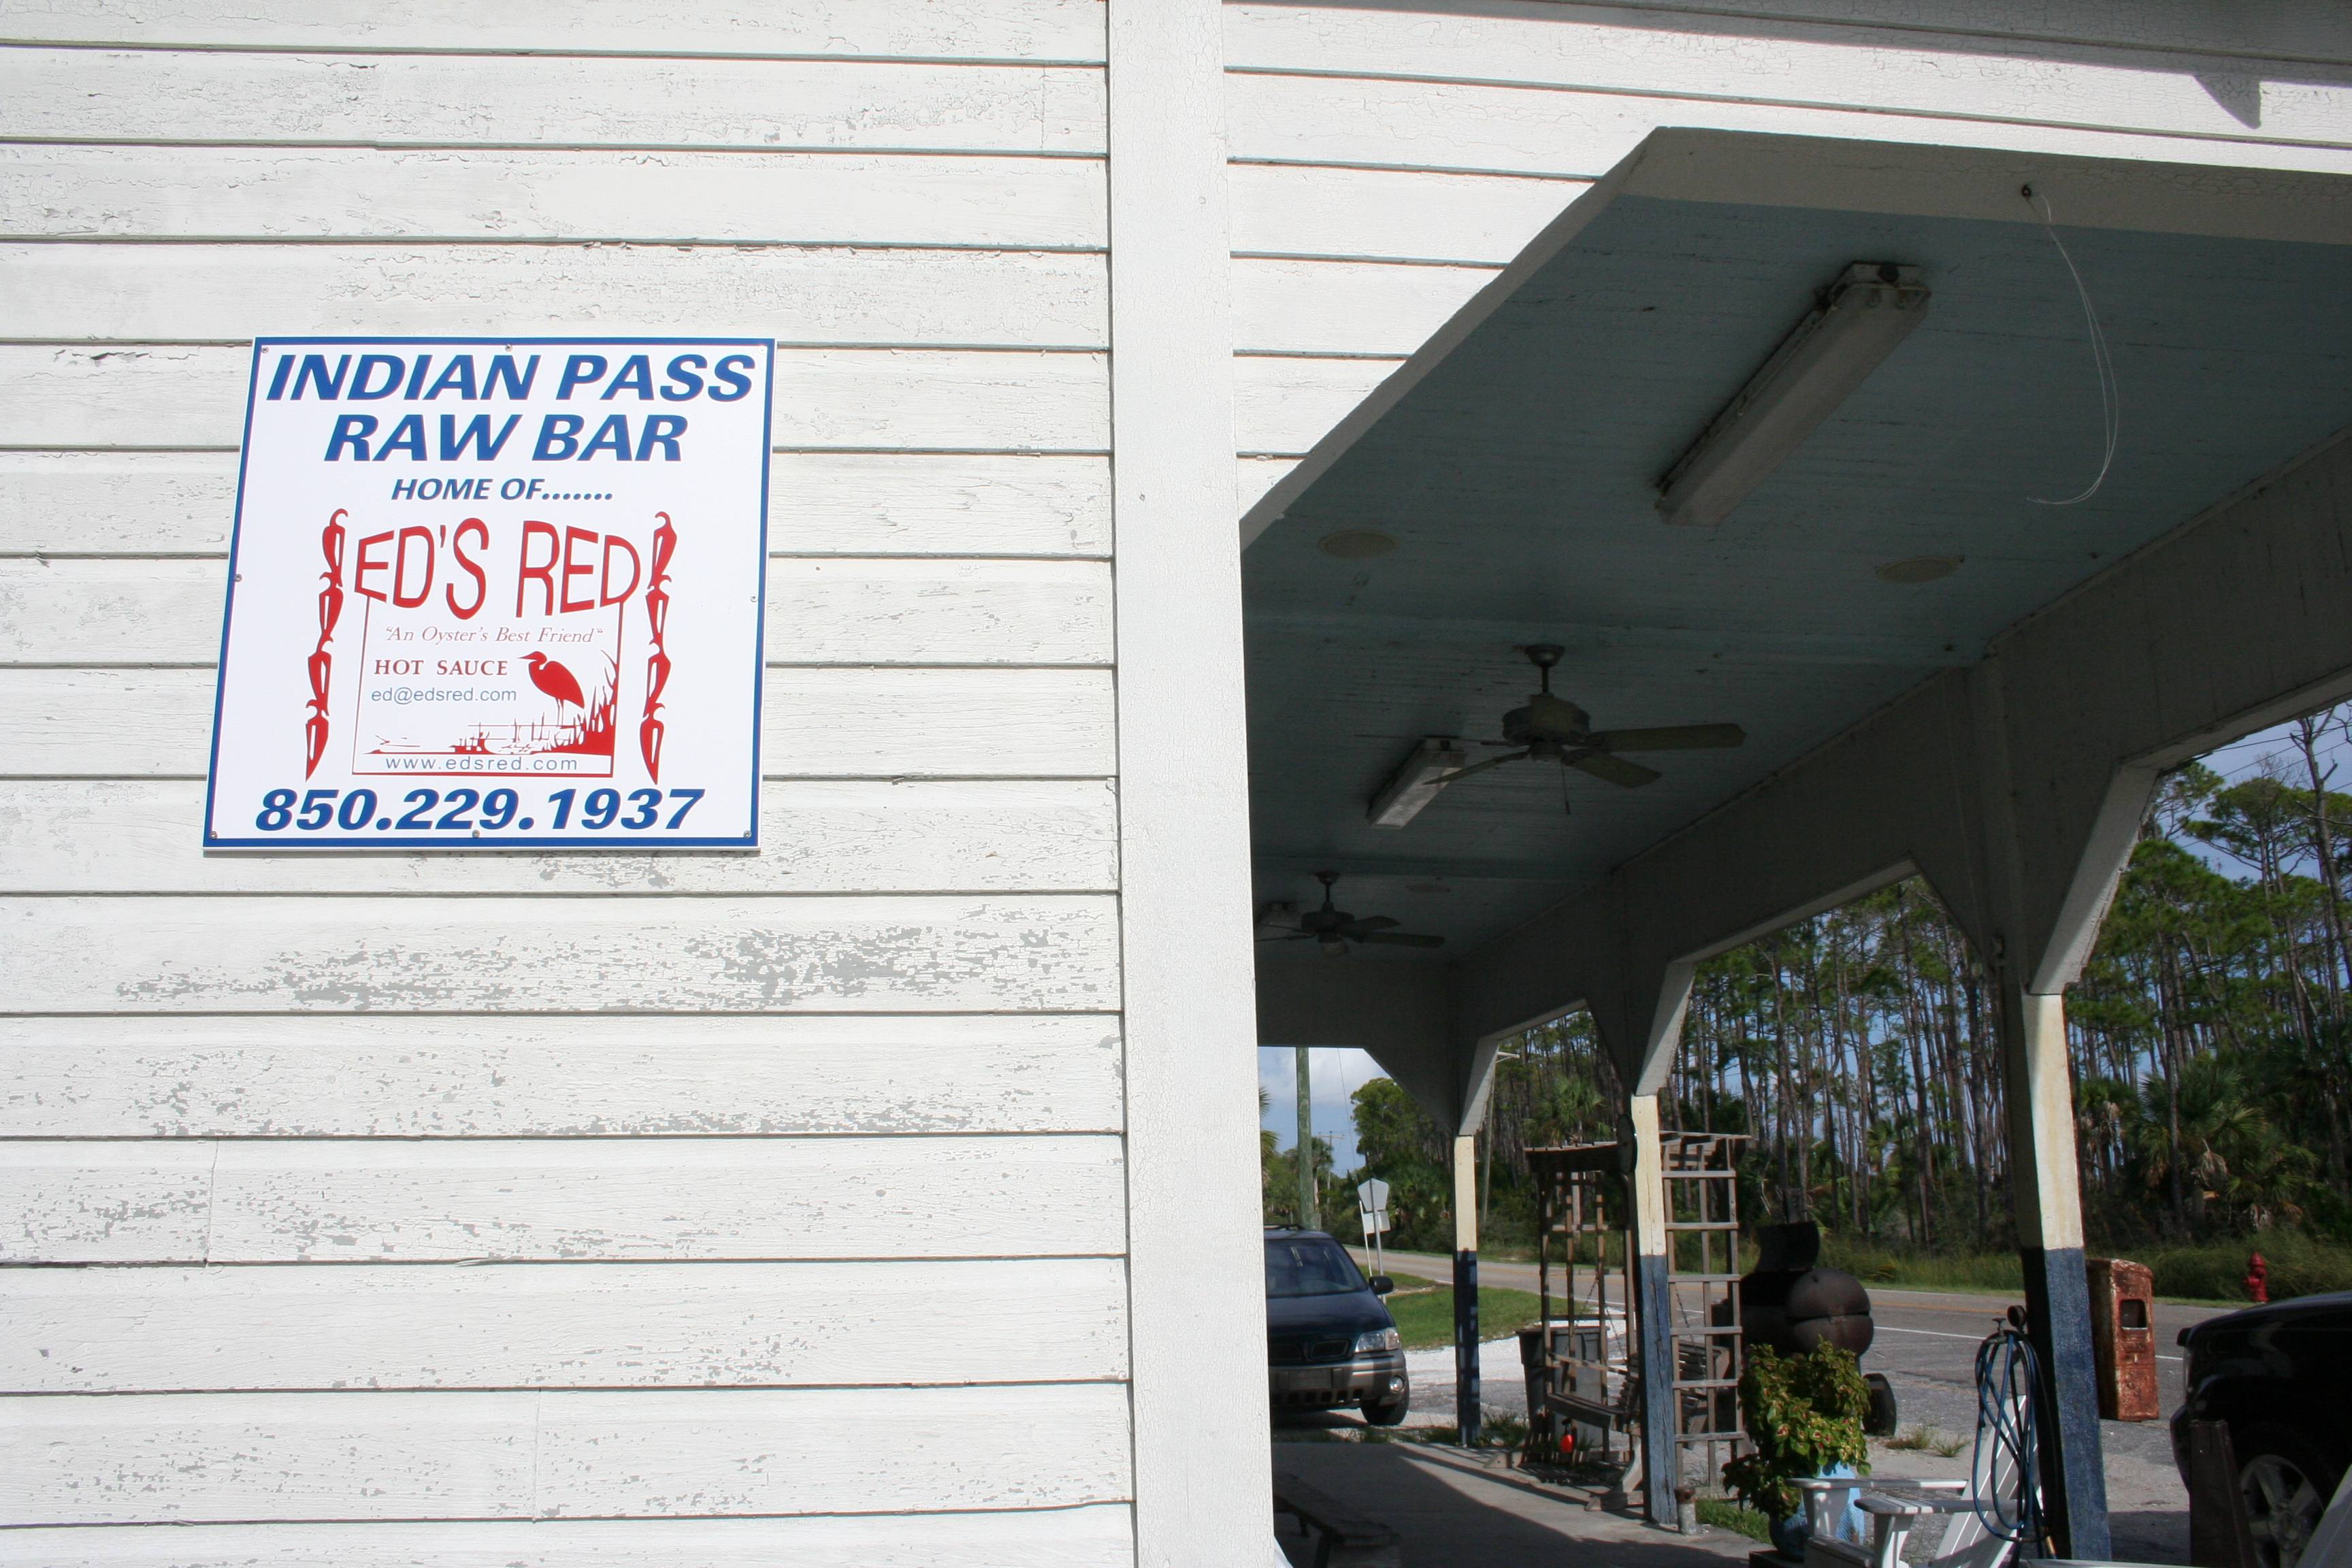 INDIAN PASS
RAW BAR
HOME OF.......
ED'S RED
"An Oyster's Best Friend"
HOT SAUCE
ed@edsred.com
www.edsred.com
850.229.1937